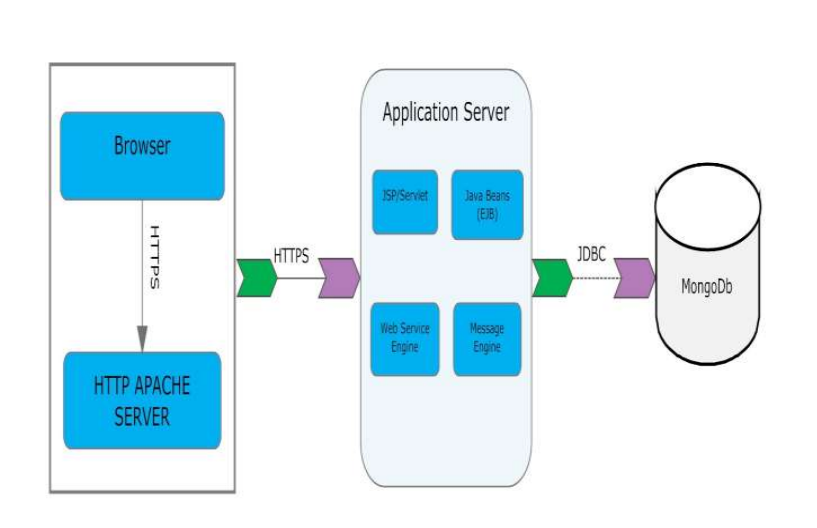 Browser
HTTPS
HTTP APACHE
SERVER
HTTPS
Application Server
JSP/Servlet
Java Beans
(EJB)
Web Service
Engine
Message
Engine
JDBC
MongoDb